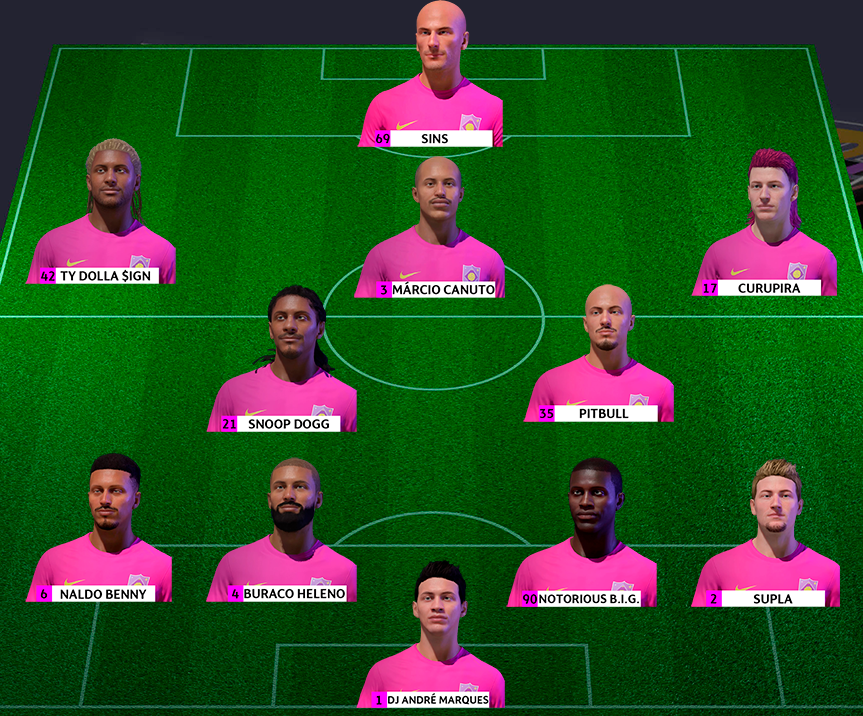 69 SINS
42 TY DOLLA $IGN
3 MÁRCIO CANUTO
17 CURUPIRA
21 SNOOP DOGG
35 PITBULL
6 NALDO BENNY
4 BURACO HELENO
90 NOTORIOUS B.I.G.
2 SUPLA
1 DJ ANDRÉ MARQUES